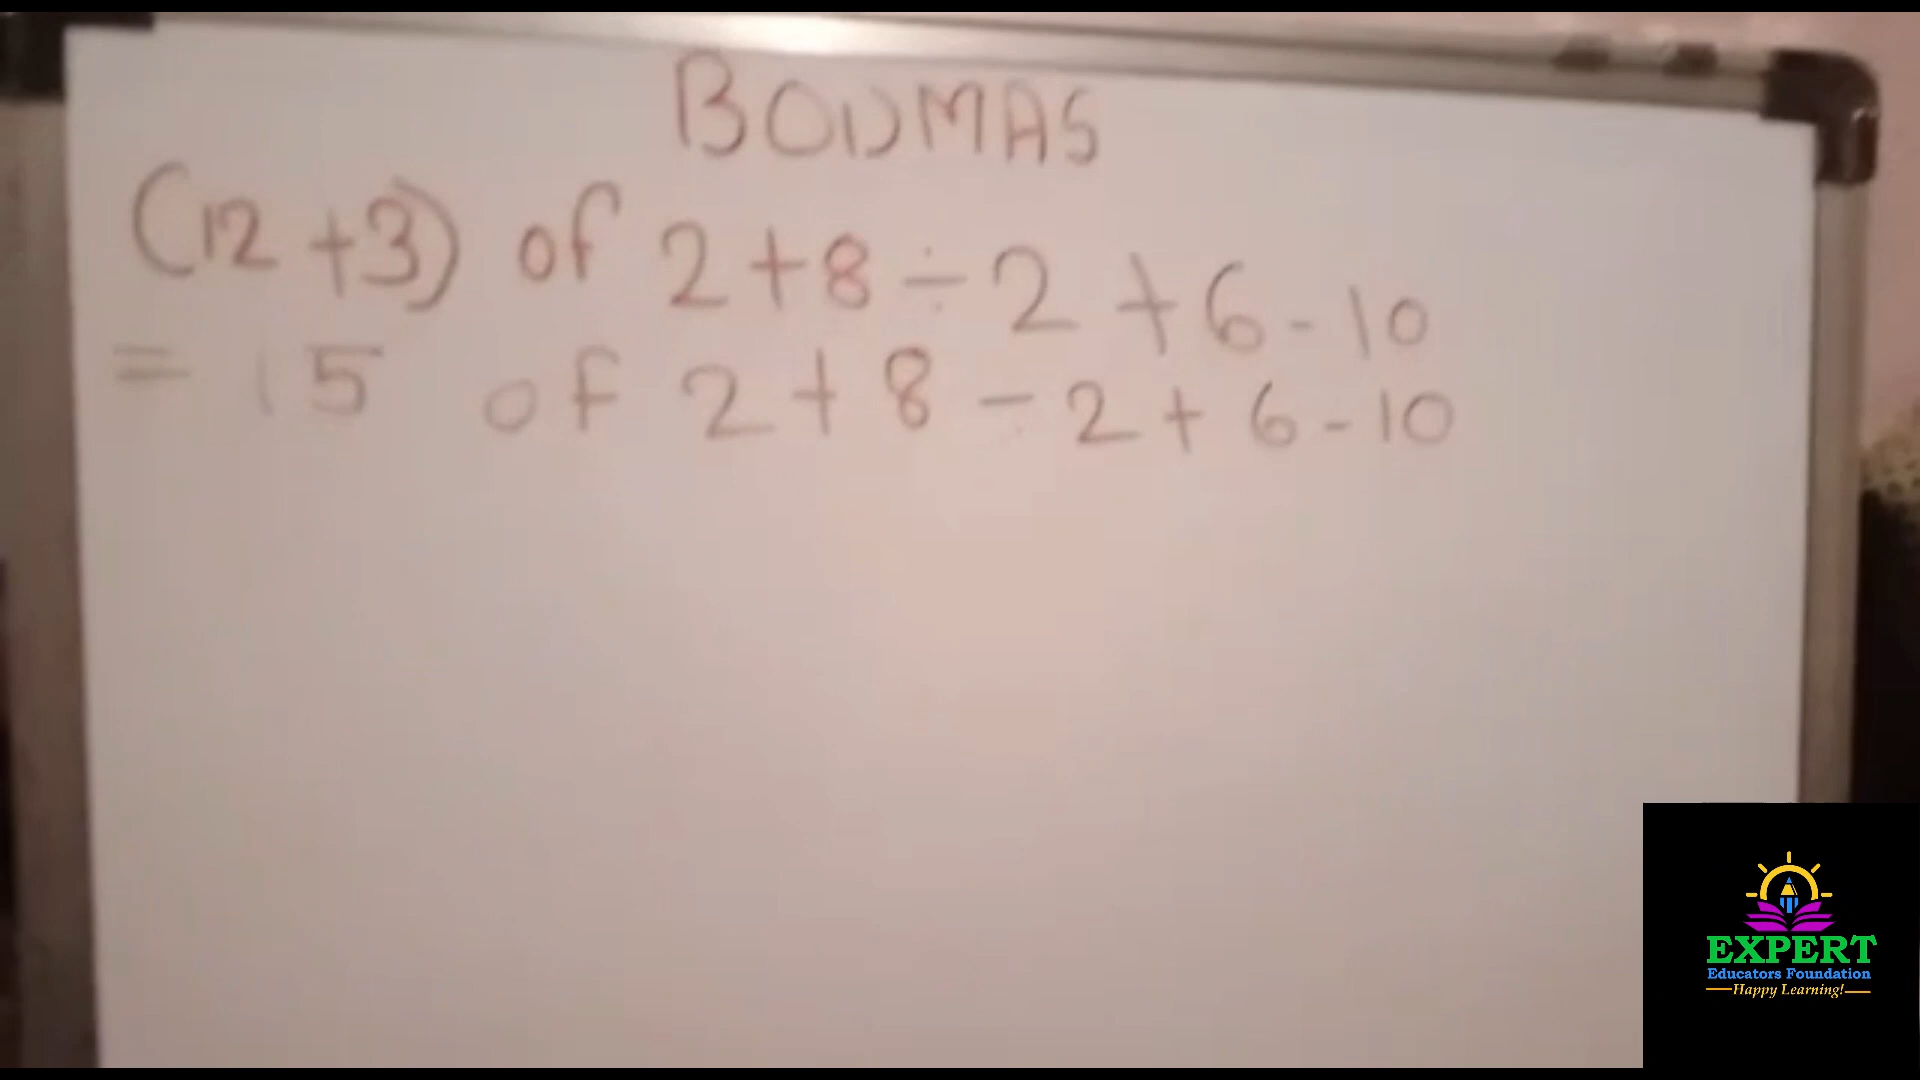 BODMAS
(12+3) of 2+8÷2+6-10
= 15 of 2+8÷2+6-10
EXPERT
Educators Foundation
Happy Learning!